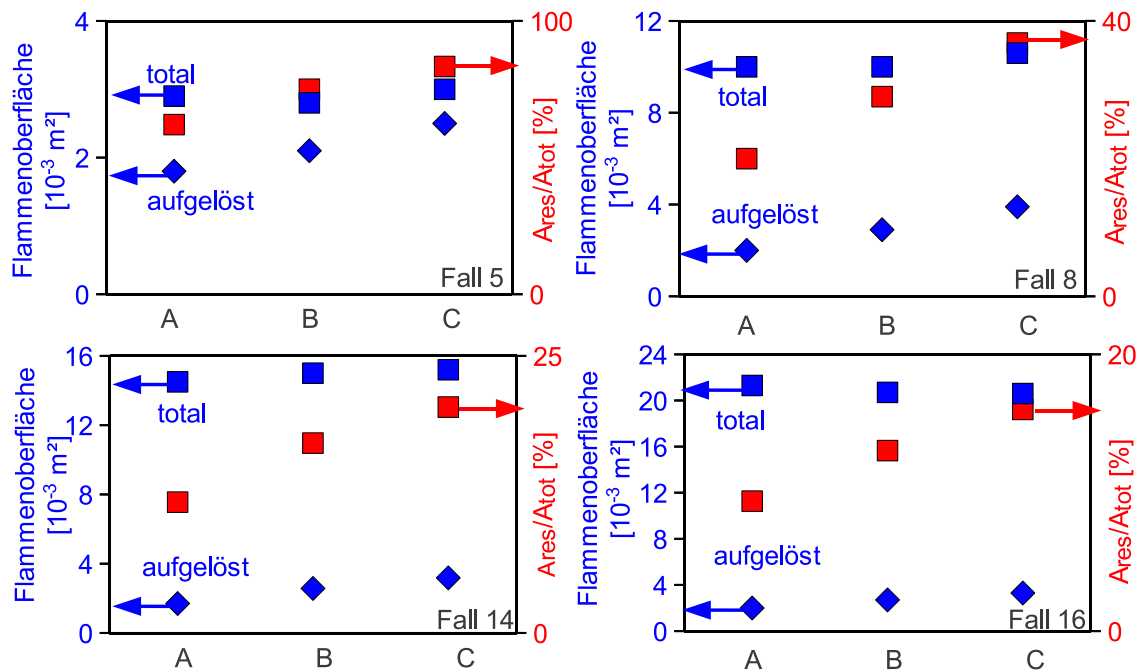 Flammenoberfläche
[10-3 m²]
4
2
0
total
aufgelöst
Fall 5
A
B
C
100
0
Ares/Atot [%]
Flammenoberfläche
[10-3 m²]
12
8
4
0
total
aufgelöst
Fall 8
A
B
C
40
0
Ares/Atot [%]
Flammenoberfläche
[10-3 m²]
16
12
8
4
0
total
aufgelöst
Fall 14
A
B
C
25
0
Ares/Atot [%]
Flammenoberfläche
[10-3 m²]
24
20
16
12
8
4
0
total
aufgelöst
Fall 16
A
B
C
20
0
Ares/Atot [%]